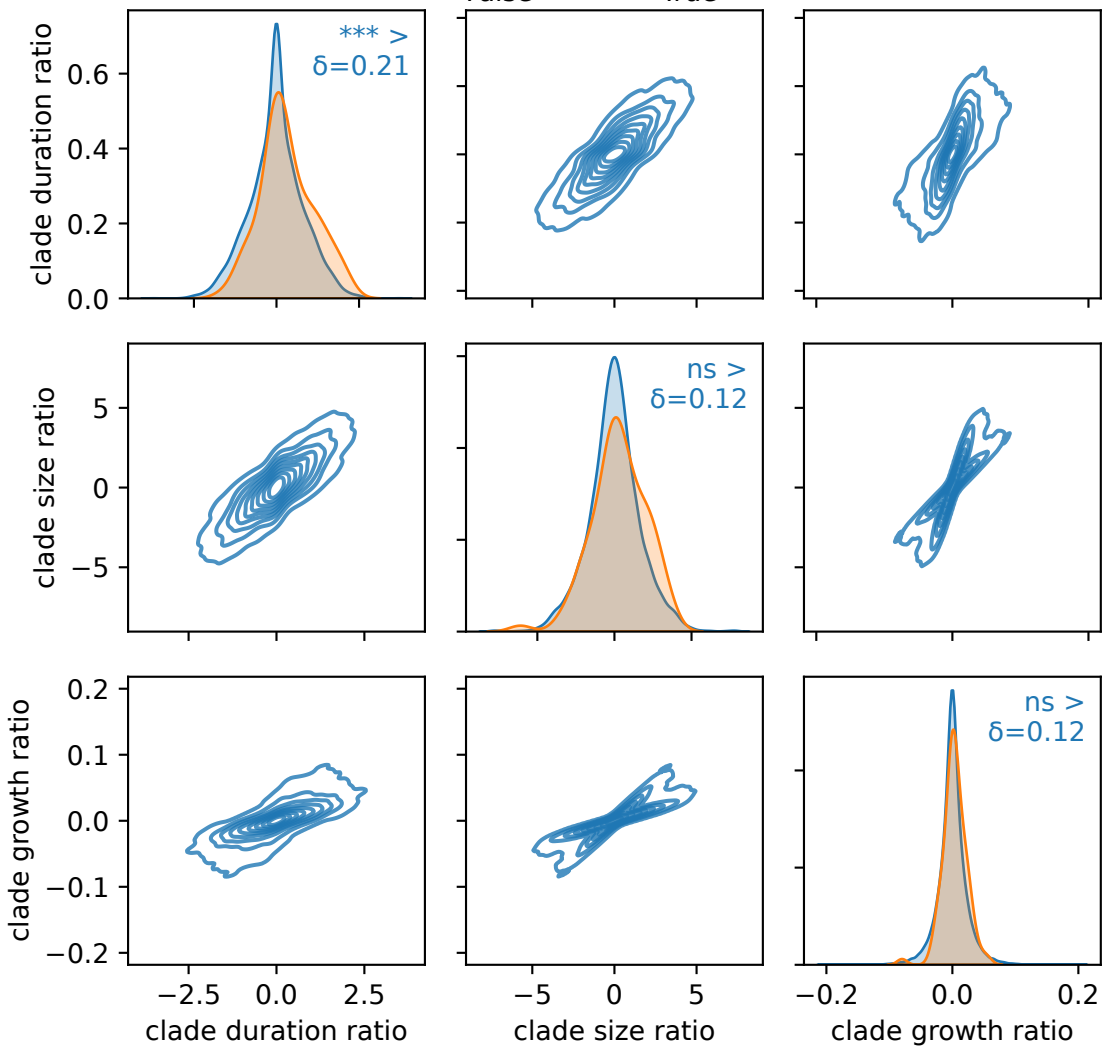 clade duration ratio
0.6
0.4
0.2
0.0
*** >
δ=0.21
clade size ratio
5
0
−5
ns >
δ=0.12
clade growth ratio
0.2
0.1
0.0
−0.1
−0.2
ns >
δ=0.12
−2.5 0.0 2.5
clade duration ratio
−5 0 5
clade size ratio
−0.2 0.0 0.2
clade growth ratio